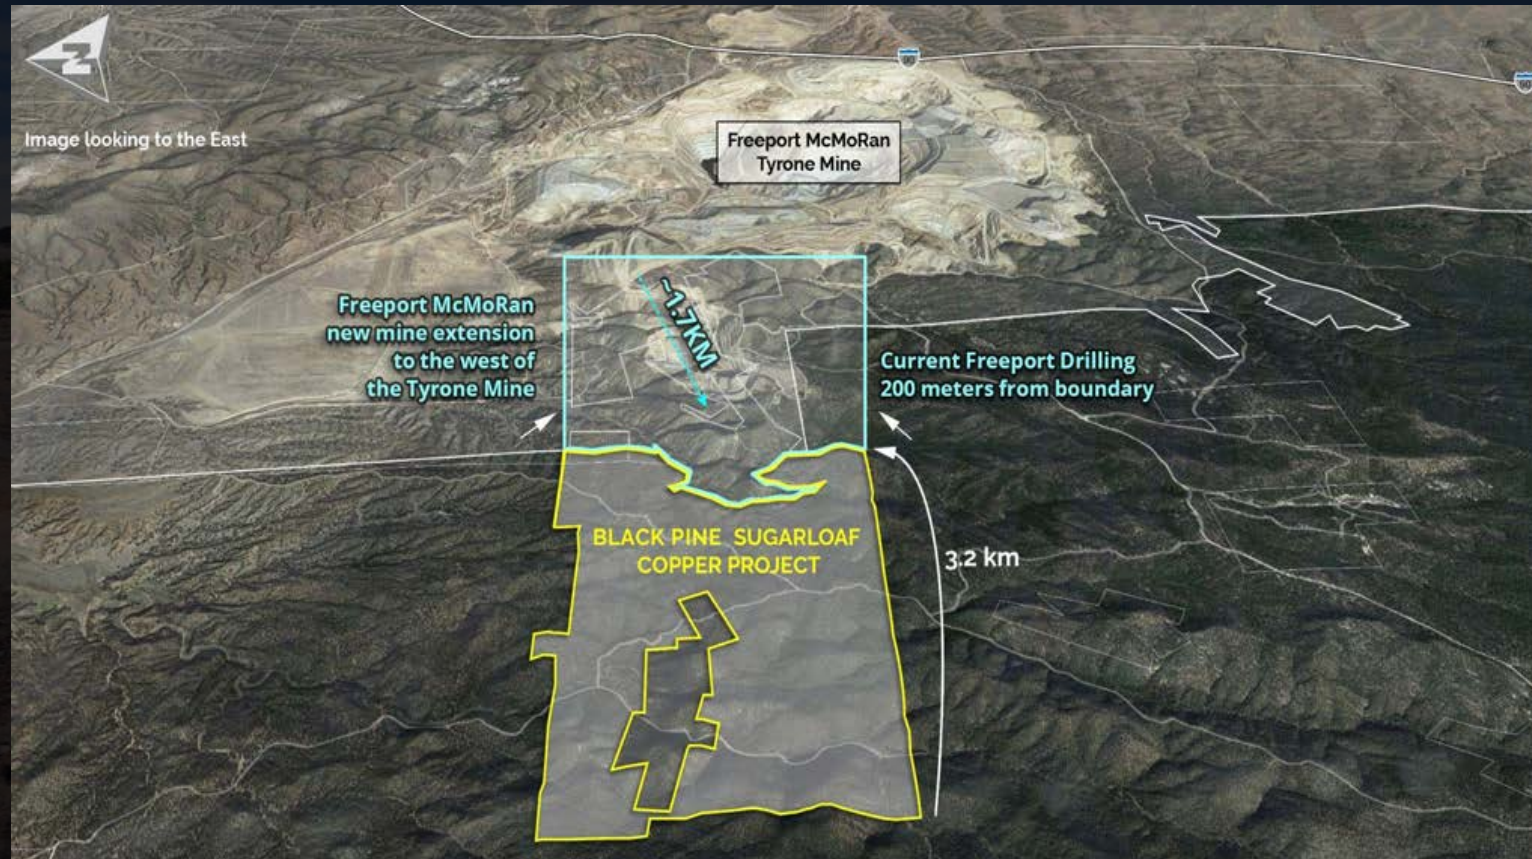 N
Image looking to the East
Freeport McMoRan
Tyrone Mine
Freeport McMoRan
new mine extension
to the west of
the Tyrone Mine
~1.7KM
Current Freeport Drilling
200 meters from boundary
BLACK PINE SUGARLOAF
COPPER PROJECT
3.2 km